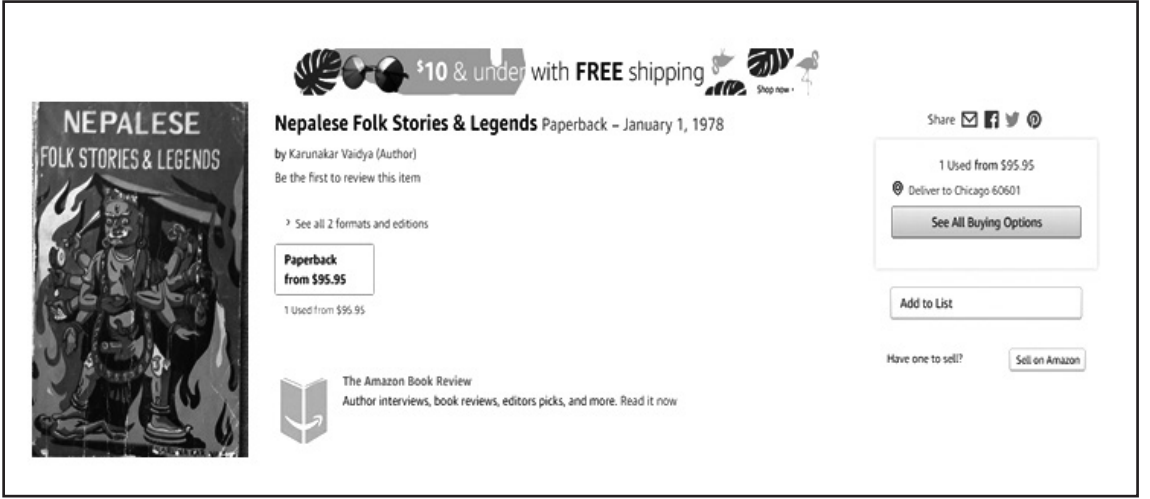 $10 & under with FREE shipping
Shop now ›
NEPALESE
FOLK STORIES & LEGENDS
Nepalese Folk Stories & Legends Paperback – January 1, 1978
by Karunakar Vaidya (Author)
Be the first to review this item
› See all 2 formats and editions
Paperback
from $95.95
1 Used from $95.95
The Amazon Book Review
Author interviews, book reviews, editors picks, and more. Read it now
Share
1 Used from $95.95
Deliver to Chicago 60601
See All Buying Options
Add to List
Have one to sell?
Sell on Amazon